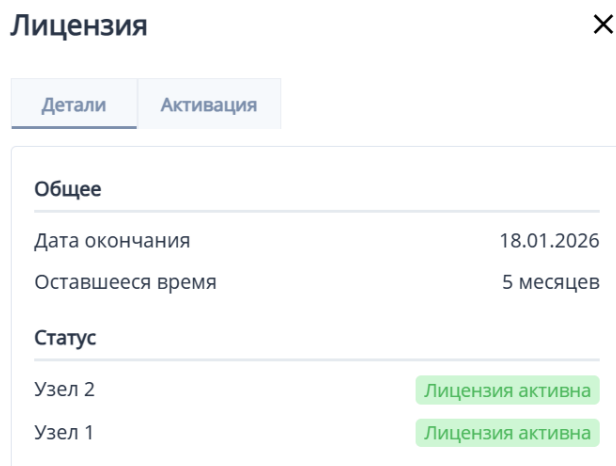 Лицензия
Детали Активация
Общее
Дата окончания 18.01.2026
Оставшееся время 5 месяцев
Статус
Узел 2 Лицензия активна
Узел 1 Лицензия активна